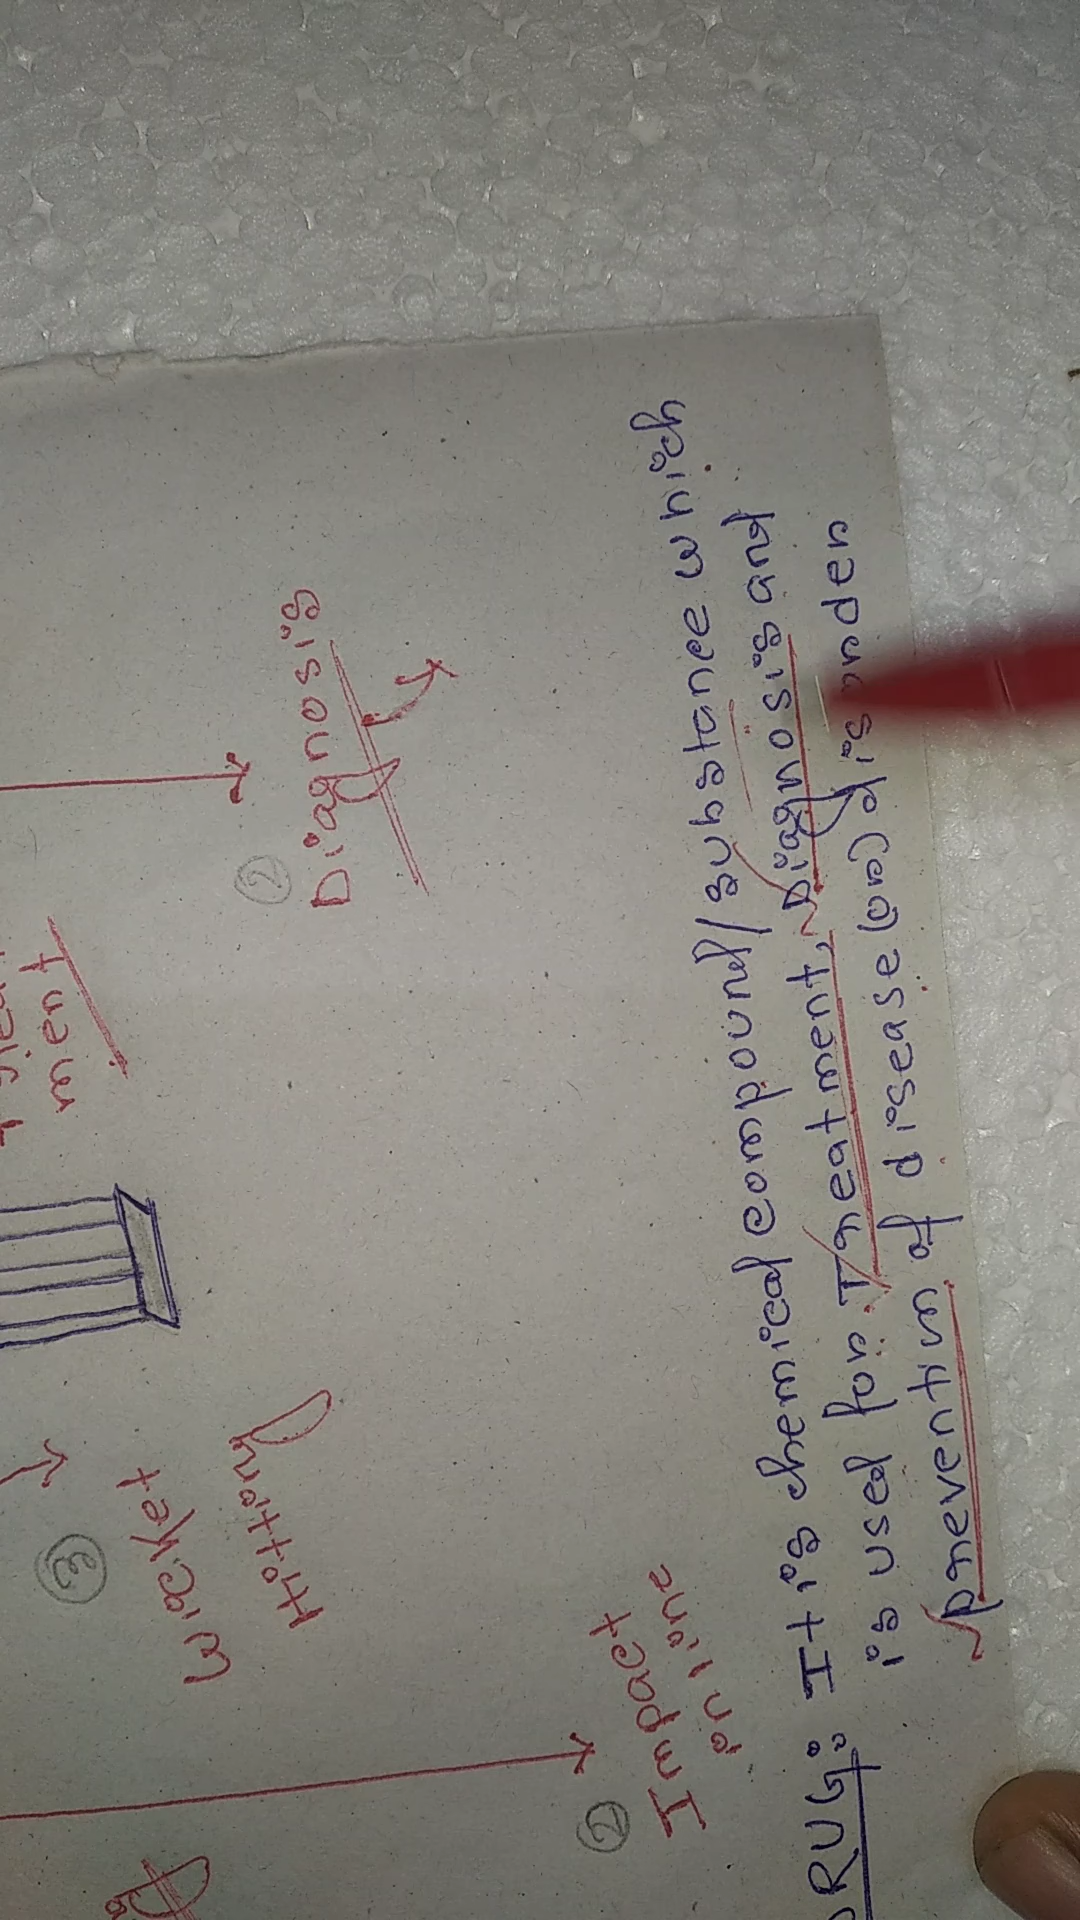 DRUG: It is chemical compound/substance which
is used for Treatment, Diagnosis and
prevention of disease (or) disorder
② Impact
in line
③ Wicket
Hitting
ment
② Diagnosis